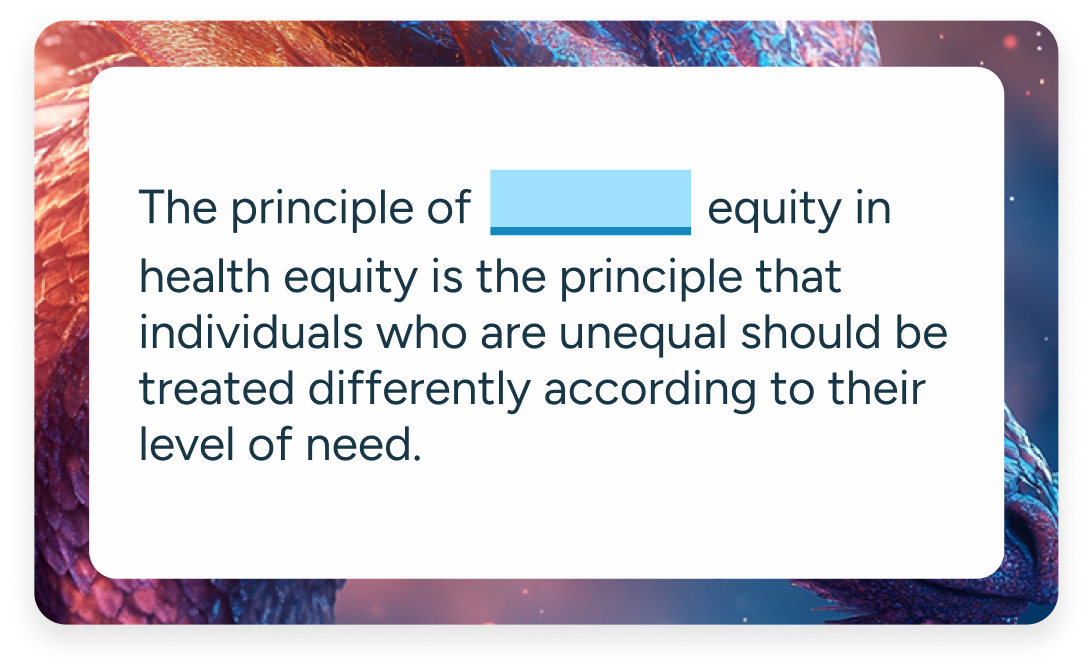 The principle of equity in
health equity is the principle that
individuals who are unequal should be
treated differently according to their
level of need.